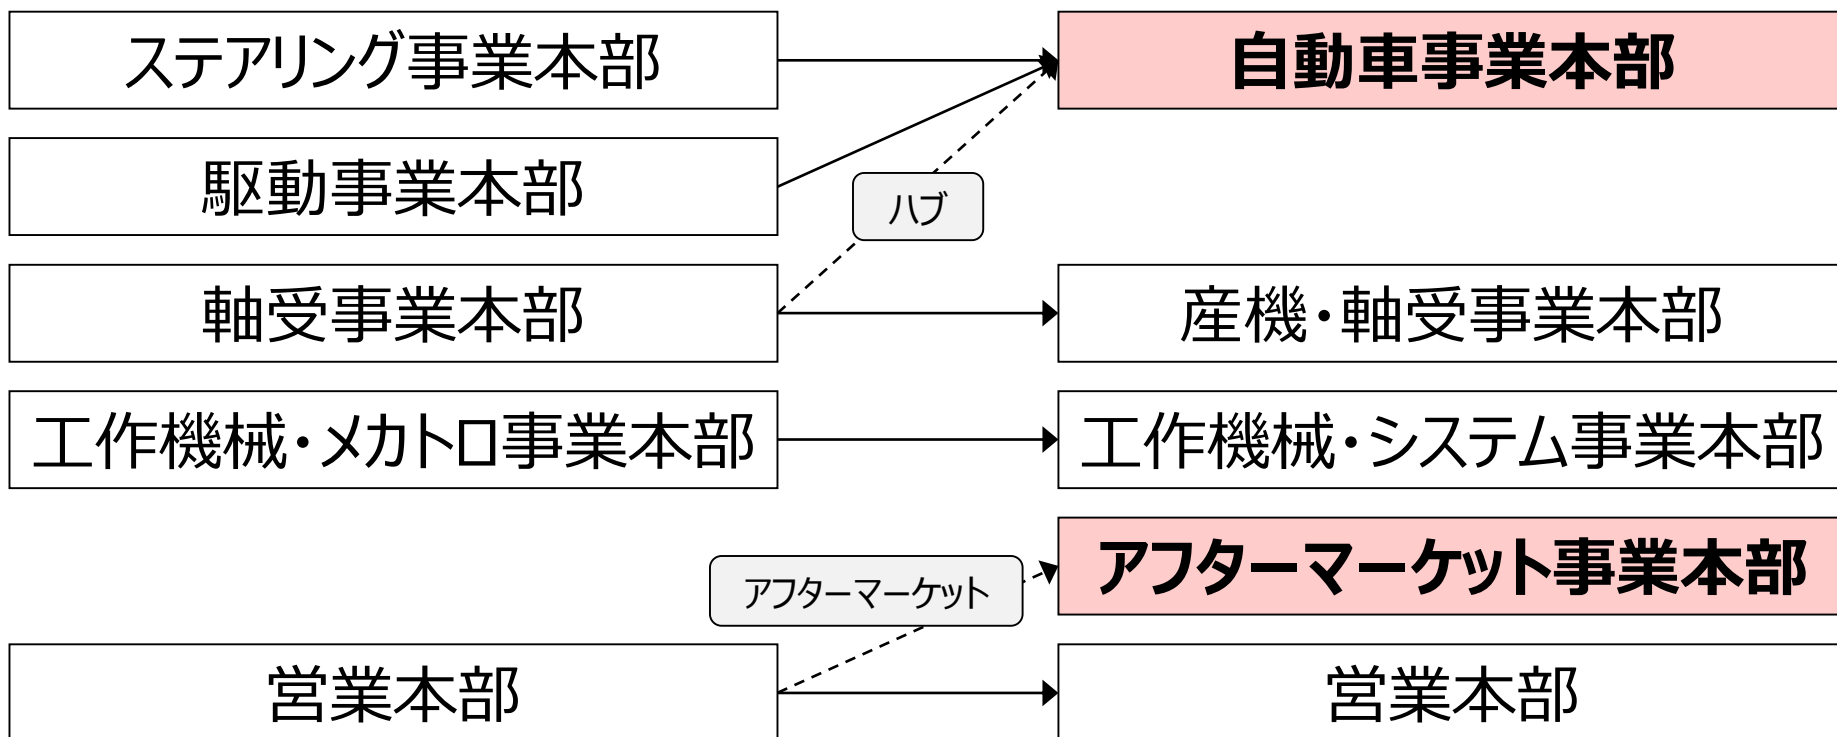 ステアリング事業本部
自動車事業本部
駆動事業本部
ハブ
軸受事業本部
産機・軸受事業本部
工作機械・メカトロ事業本部
工作機械・システム事業本部
アフターマーケット事業本部
アフターマーケット
営業本部
営業本部